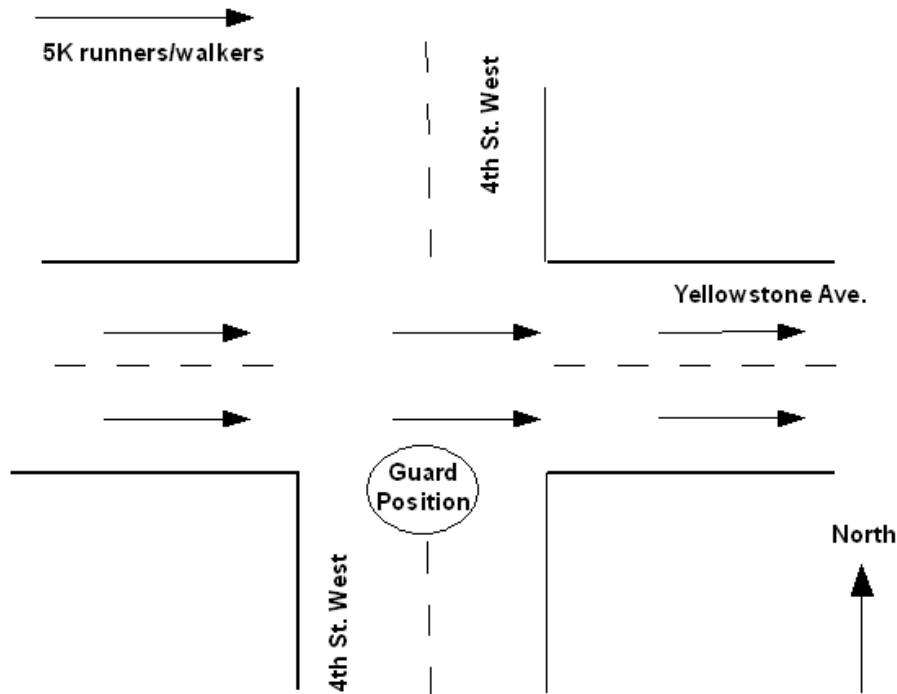 5K runners/walkers
4th St. West
Yellowstone Ave.
Guard
Position
North
4th St. West